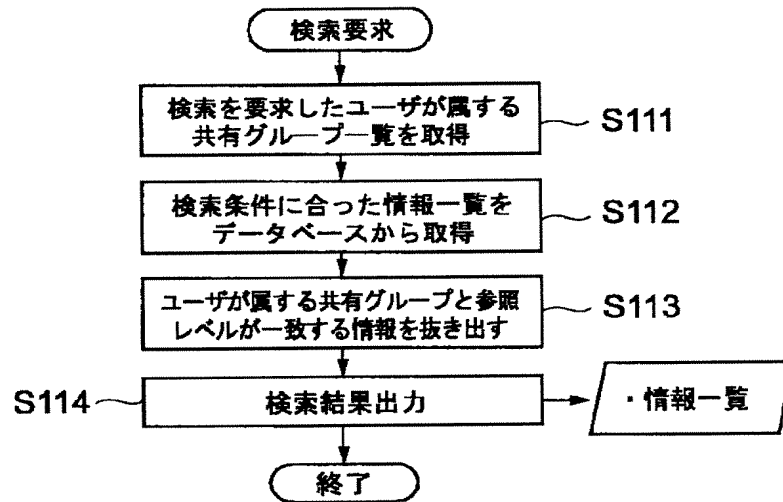 検索要求
検索を要求したユーザが属する
共有グループ一覧を取得
S111
検索条件に合った情報一覧を
データベースから取得
S112
ユーザが属する共有グループと参照
レベルが一致する情報を抜き出す
S113
S114
検索結果出力
・情報一覧
終了